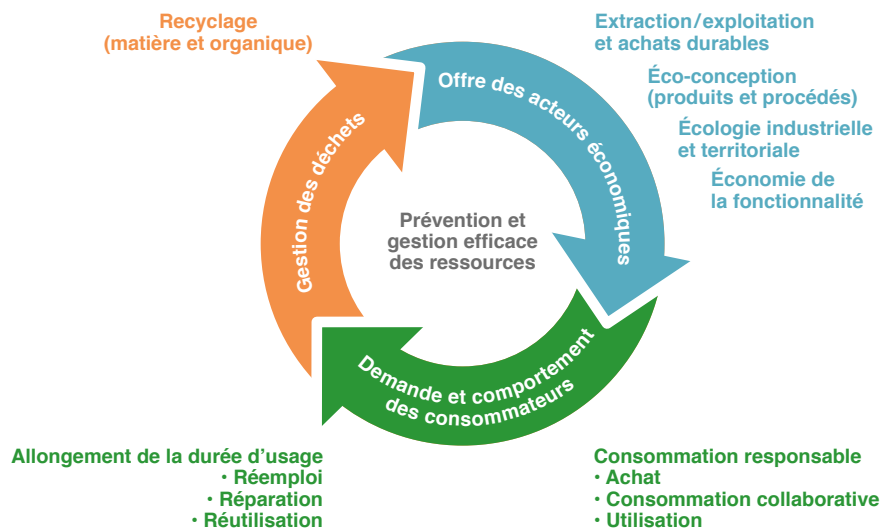 Recyclage
(matière et organique)
Extraction/exploitation
et achats durables
Éco-conception
(produits et procédés)
Écologie industrielle
et territoriale
Économie de
la fonctionnalité
Offre des acteurs économiques
Gestion des déchets
Prévention et
gestion efficace
des ressources
Demande et comportement
des consommateurs
Allongement de la durée d’usage
• Réemploi
• Réparation
• Réutilisation
Consommation responsable
• Achat
• Consommation collaborative
• Utilisation